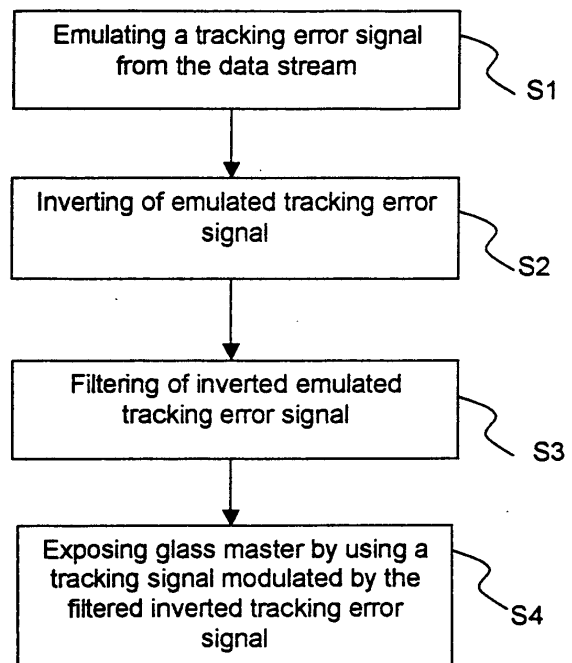 Emulating a tracking error signal
from the data stream
S1
Inverting of emulated tracking error
signal
S2
Filtering of inverted emulated
tracking error signal
S3
Exposing glass master by using a
tracking signal modulated by the
filtered inverted tracking error
signal
S4